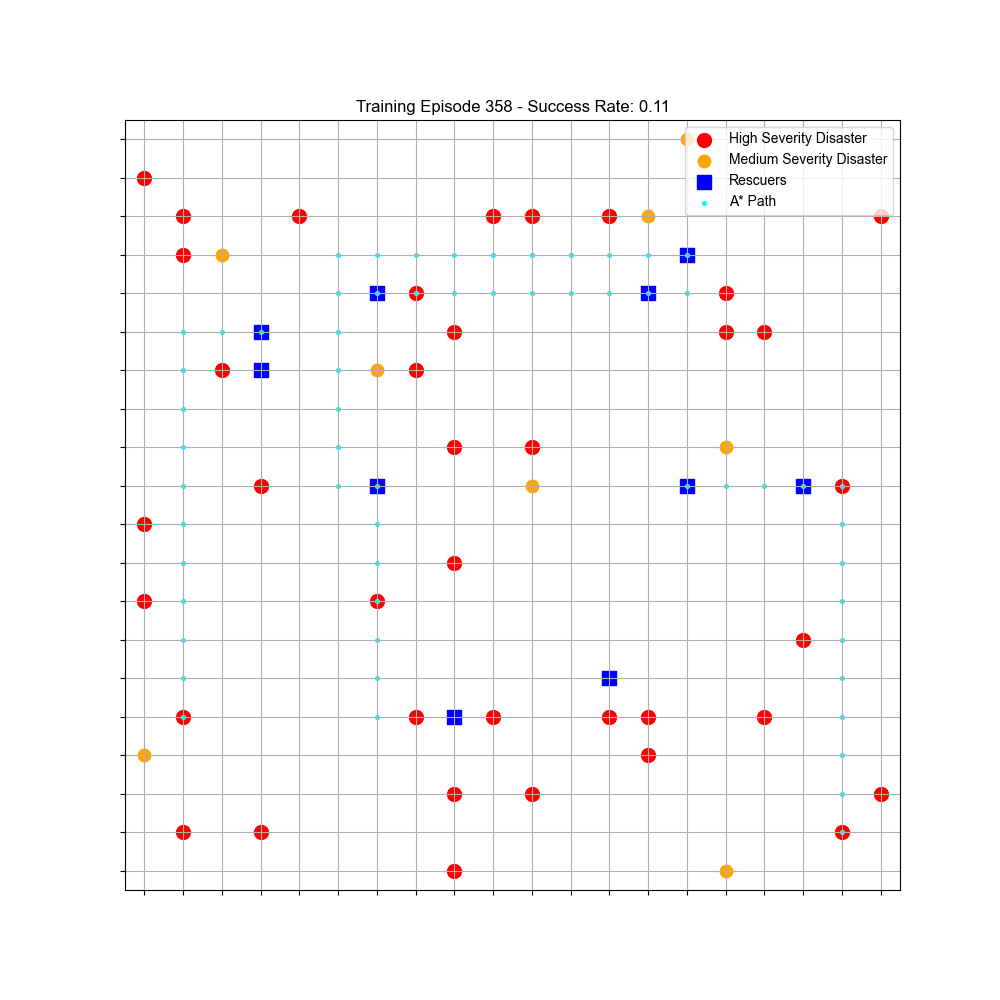 Training Episode 358 - Success Rate: 0.11
High Severity Disaster
Medium Severity Disaster
Rescuers
A* Path